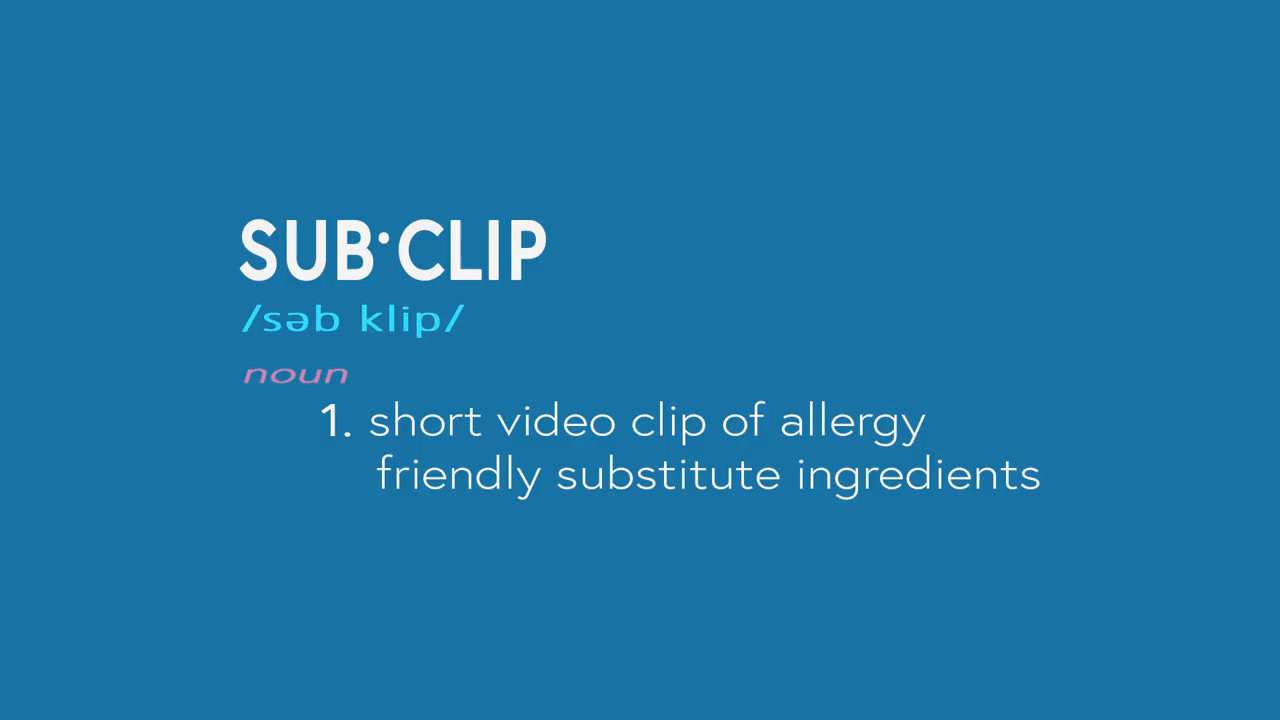 SUB·CLIP
/səb klip/
noun
1. short video clip of allergy
friendly substitute ingredients